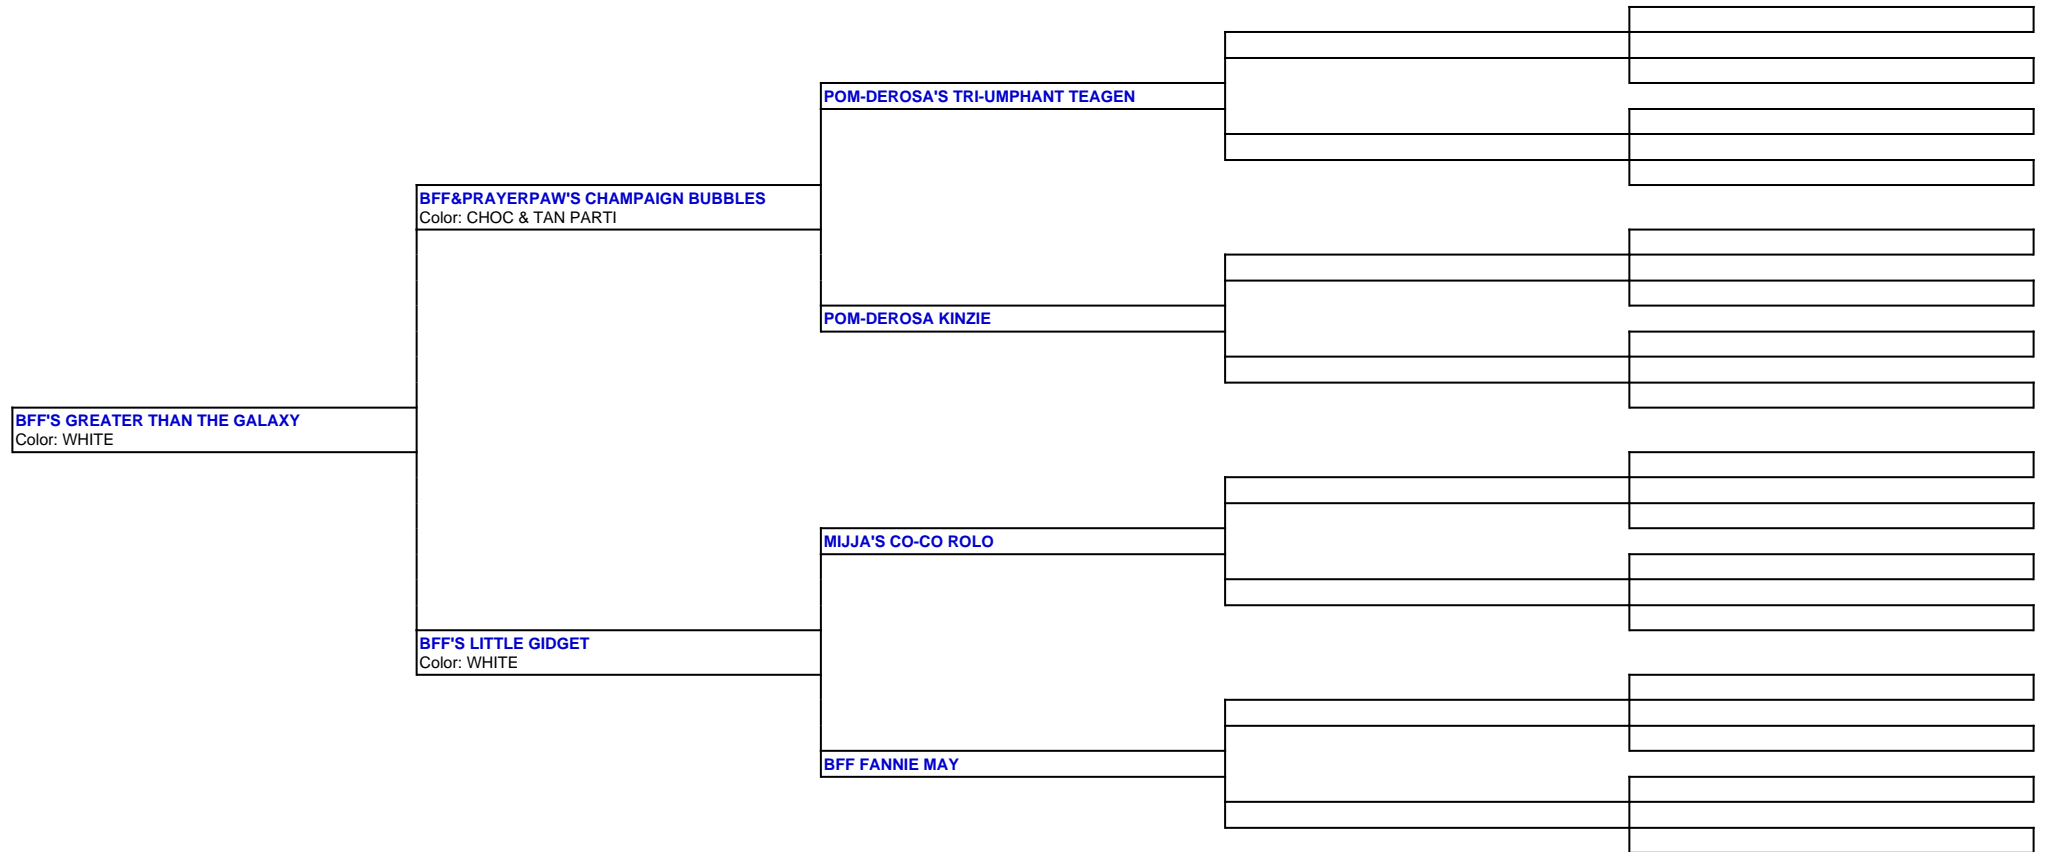 POM-DEROSA'S TRI-UMPHANT TEAGEN
BFF&PRAYERPAW'S CHAMPAIGN BUBBLES
Color: CHOC & TAN PARTI
POM-DEROSA KINZIE
BFF'S GREATER THAN THE GALAXY
Color: WHITE
MIJJA'S CO-CO ROLO
BFF'S LITTLE GIDGET
Color: WHITE
BFF FANNIE MAY